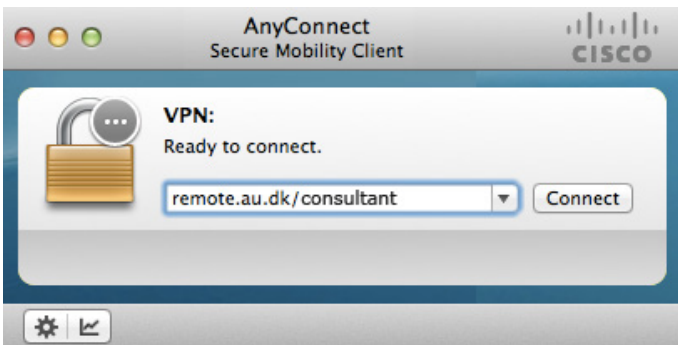 AnyConnect
Secure Mobility Client
CISCO
VPN:
Ready to connect.
remote.au.dk/consultant
Connect